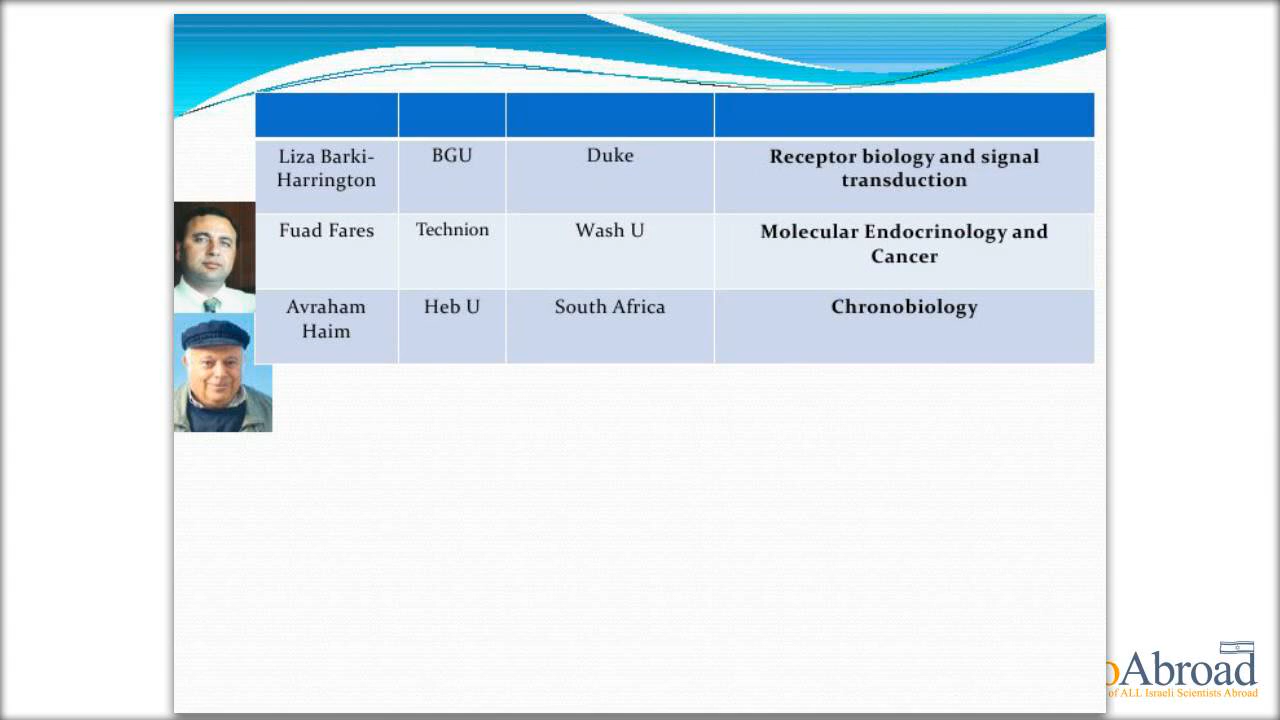 Liza Barki-
Harrington
BGU
Duke
Receptor biology and signal
transduction
Fuad Fares
Technion
Wash U
Molecular Endocrinology and
Cancer
Avraham
Haim
Heb U
South Africa
Chronobiology
oAbroad
of ALL Israeli Scientists Abroad